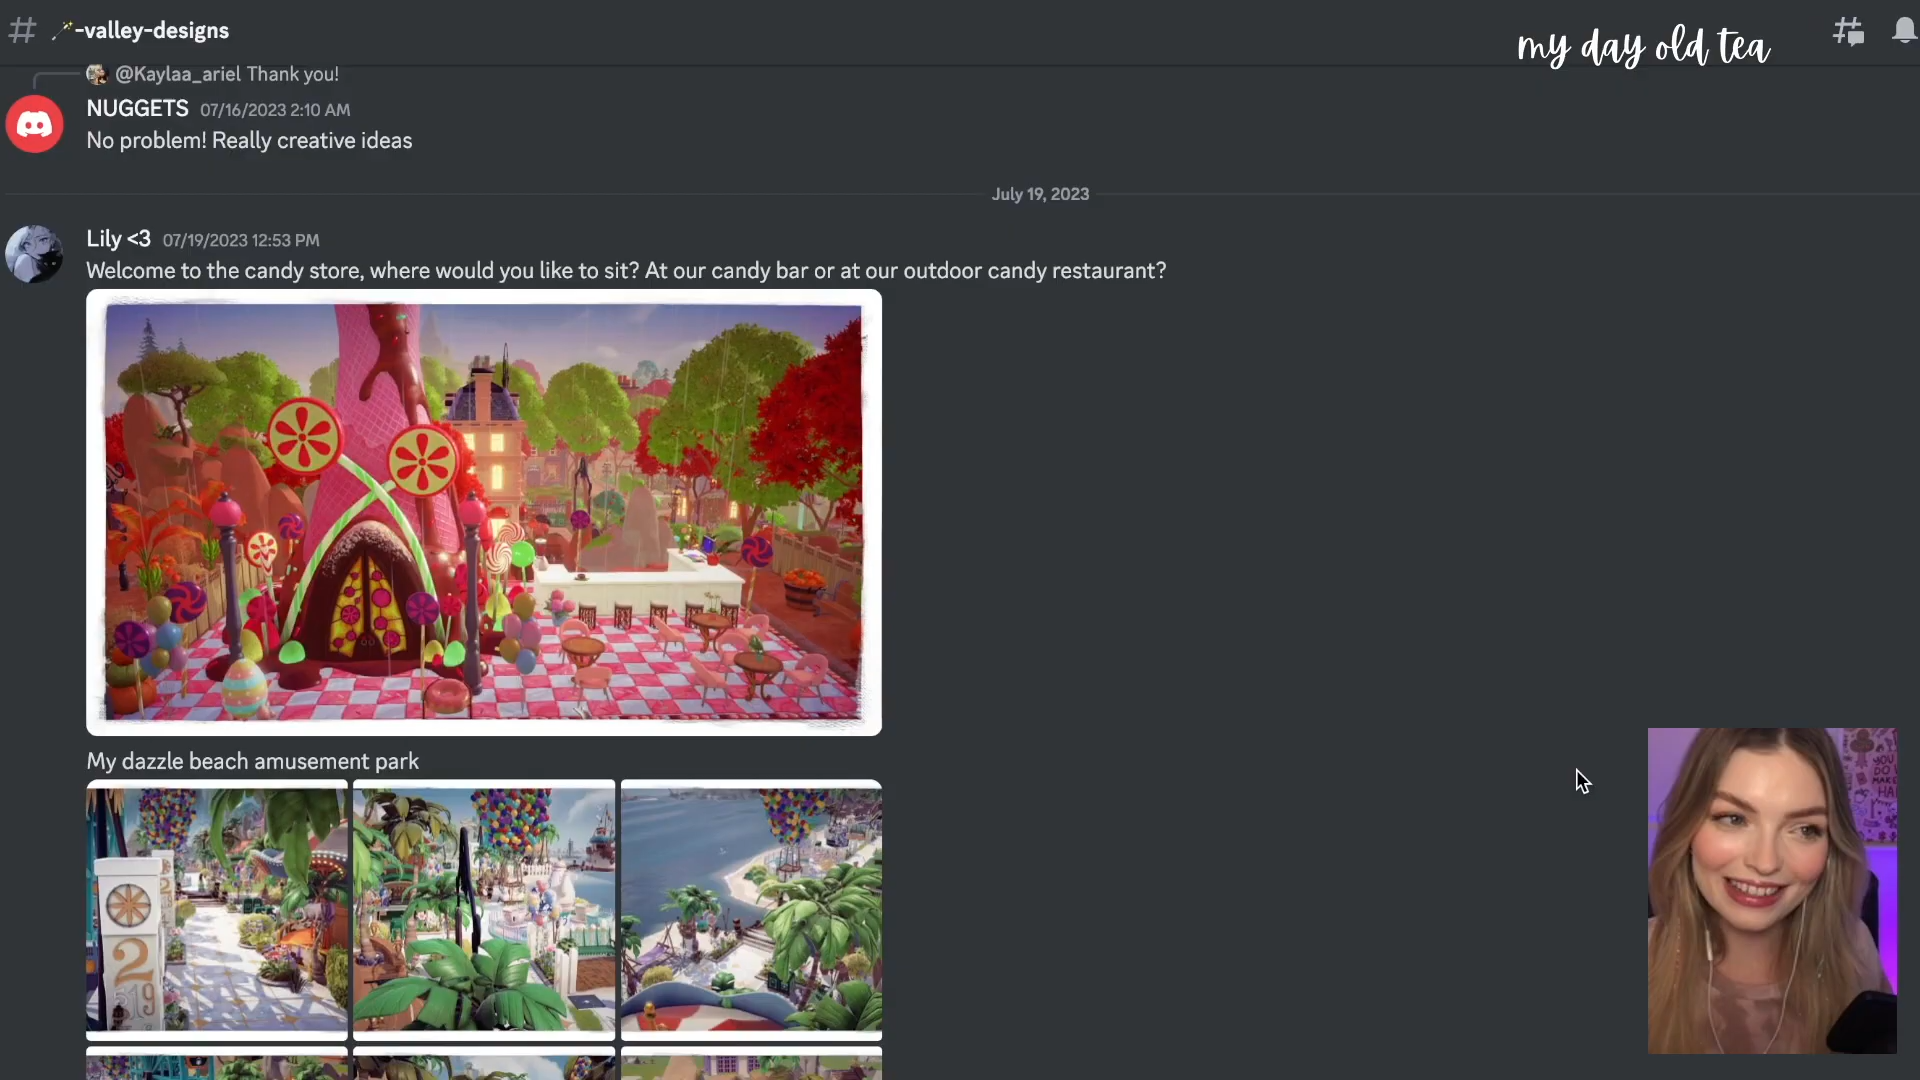 -valley-designs
my day old tea
@Kaylaa_ariel Thank you!
NUGGETS 07/16/2023 2:10 AM
No problem! Really creative ideas
July 19, 2023
Lily <3 07/19/2023 12:53 PM
Welcome to the candy store, where would you like to sit? At our candy bar or at our outdoor candy restaurant?
My dazzle beach amusement park
2
319
YOU